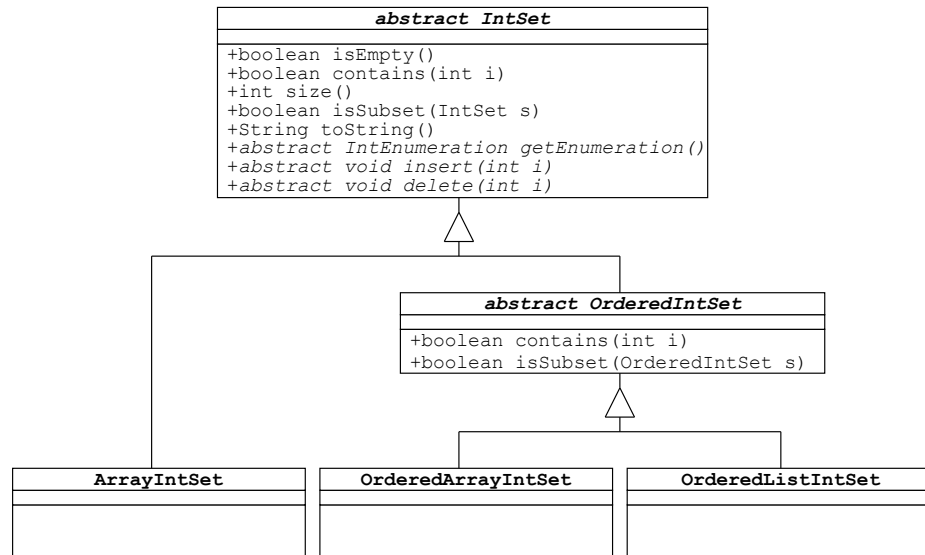 abstract IntSet
+boolean isEmpty()
+boolean contains(int i)
+int size()
+boolean isSubset(IntSet s)
+String toString()
+abstract IntEnumeration getEnumeration()
+abstract void insert(int i)
+abstract void delete(int i)
abstract OrderedIntSet
+boolean contains(int i)
+boolean isSubset(OrderedIntSet s)
ArrayIntSet
OrderedArrayIntSet
OrderedListIntSet